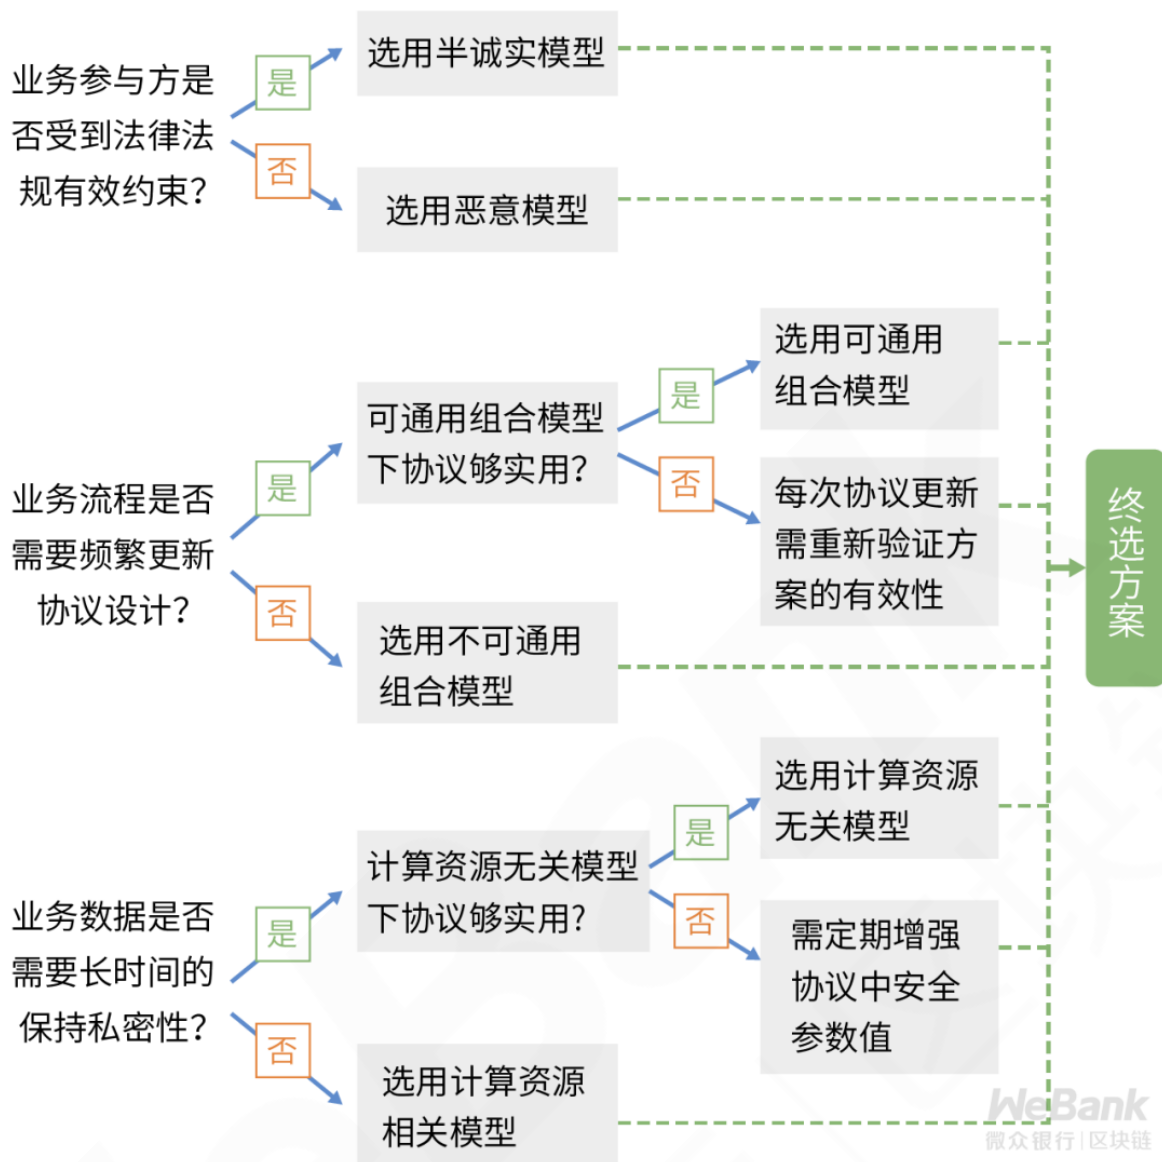 业务参与方是
否受到法律法
规有效约束？
是
否
选用半诚实模型
选用恶意模型
业务流程是否
需要频繁更新
协议设计？
是
否
可通用组合模型
下协议够实用？
是
否
选用可通用
组合模型
每次协议更新
需重新验证方
案的有效性
选用不可通用
组合模型
业务数据是否
需要长时间的
保持私密性？
是
否
计算资源无关模型
下协议够实用?
是
否
选用计算资源
无关模型
需定期增强
协议中安全
参数值
选用计算资源
相关模型
终选方案
WeBank
微众银行|区块链